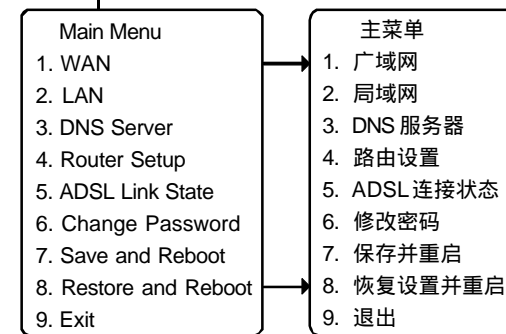 Main Menu
1. WAN
2. LAN
3. DNS Server
4. Router Setup
5. ADSL Link State
6. Change Password
7. Save and Reboot
8. Restore and Reboot
9. Exit
主菜单
1. 广域网
2. 局域网
3. DNS 服务器
4. 路由设置
5. ADSL 连接状态
6. 修改密码
7. 保存并重启
8. 恢复设置并重启
9. 退出